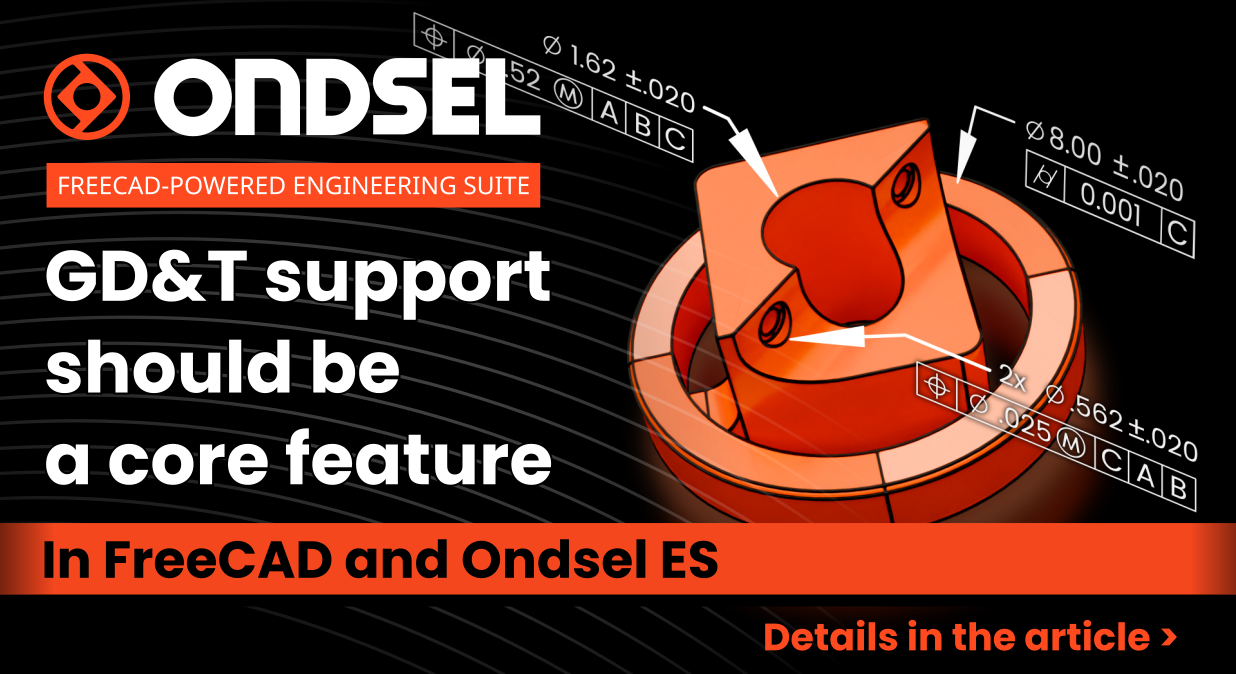 ONDSEL
FREECAD-POWERED ENGINEERING SUITE
GD&T support
should be
a core feature
In FreeCAD and Ondsel ES
Details in the article >
⌀ 1.62 ±.020
⌖ ⌀ .52 Ⓜ A B C
⌀ 8.00 ±.020
⌭ 0.001 C
2x ⌀ .562 ±.020
⌖ ⌀ .025 Ⓜ C A B